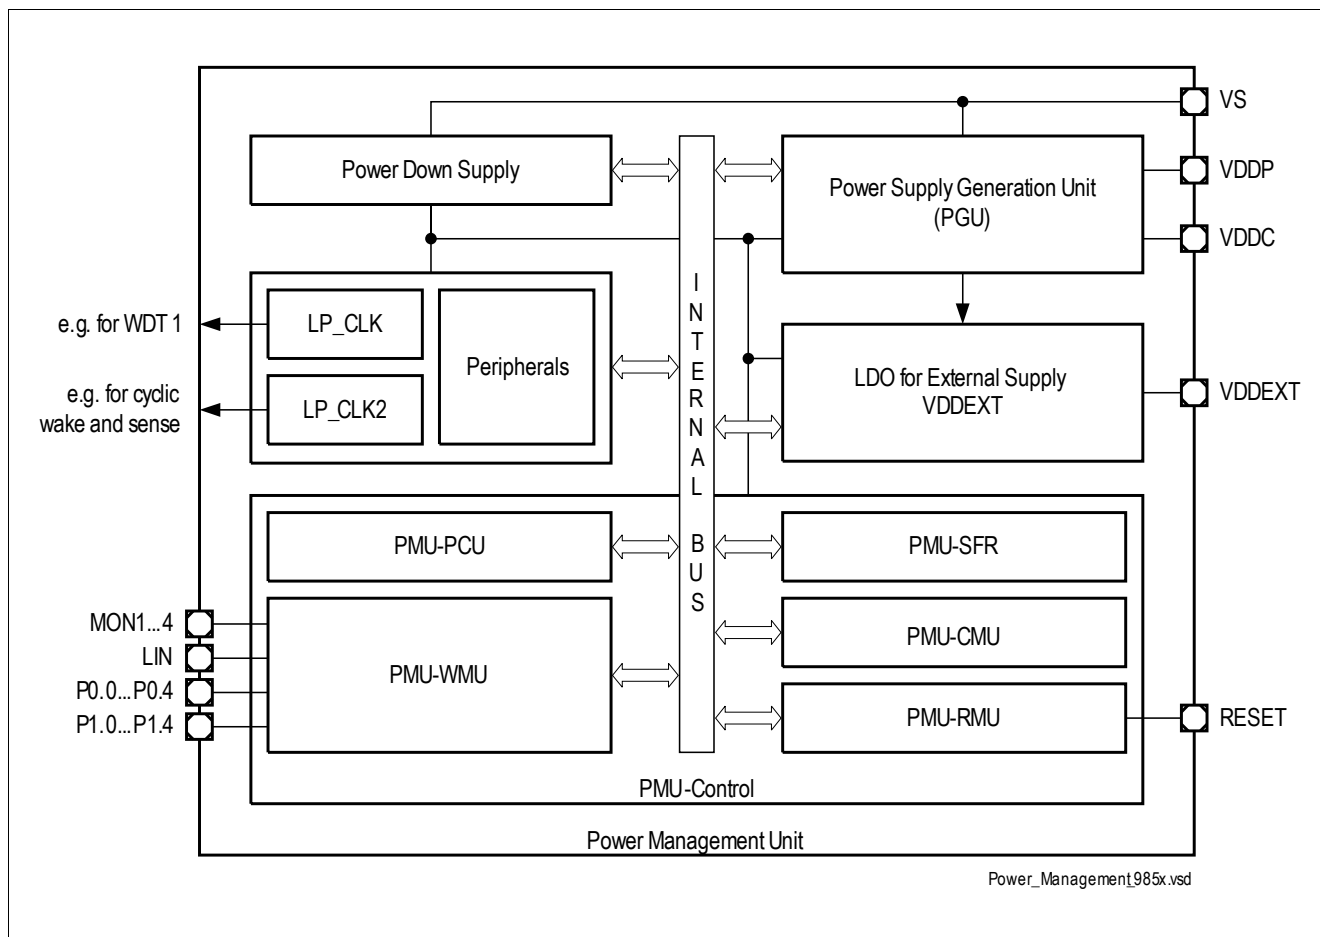 VS
Power Down Supply
Power Supply Generation Unit
(PGU)
VDDP
VDDC
INTERNAL BUS
LP_CLK
e.g. for WDT 1
Peripherals
LDO for External Supply
VDDEXT
VDDEXT
e.g. for cyclic
wake and sense
LP_CLK2
PMU-PCU
PMU-SFR
MON1...4
LIN
P0.0...P0.4
P1.0...P1.4
PMU-WMU
PMU-CMU
PMU-RMU
RESET
PMU-Control
Power Management Unit
Power_Management_985x.vsd